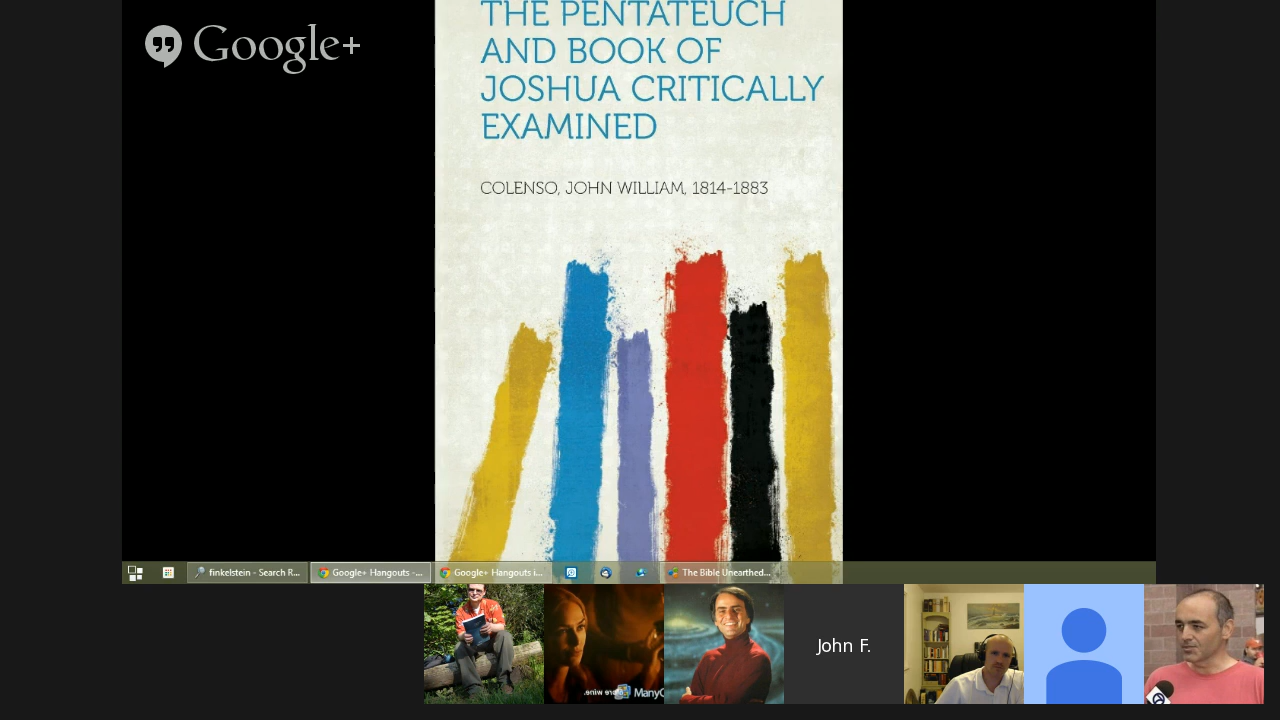 Google+
THE PENTATEUCH
AND BOOK OF
JOSHUA CRITICALLY
EXAMINED
COLENSO, JOHN WILLIAM, 1814-1883
finkelstein - Search R...
Google+ Hangouts -...
Google+ Hangouts i...
The Bible Unearthed...
ManyC
John F.